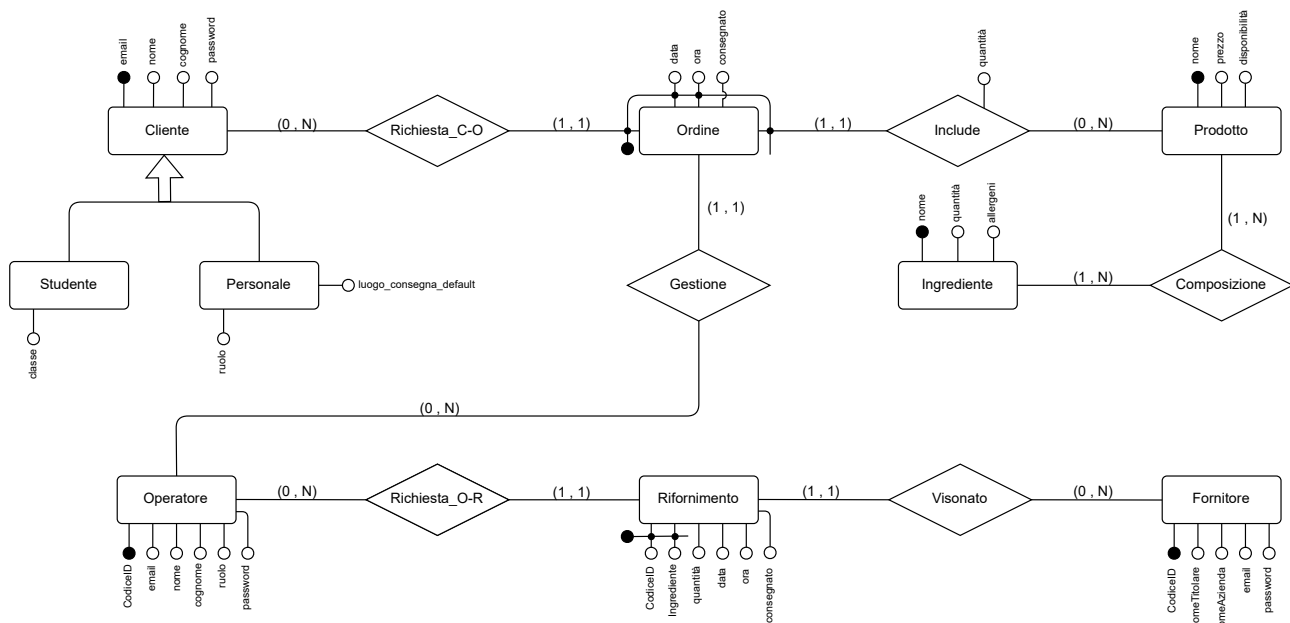 email
nome
cognome
password
Cliente
(0 , N)
Richiesta_C-O
(1 , 1)
data
ora
consegnato
Ordine
(1 , 1)
quantità
Include
(0 , N)
nome
prezzo
disponibilità
Prodotto
(1 , 1)
(1 , N)
nome
quantità
allergeni
Ingrediente
(1 , N)
Composizione
Studente
classe
Personale
luogo_consegna_default
ruolo
Gestione
(0 , N)
Operatore
CodiceID
email
nome
cognome
ruolo
password
(0 , N)
Richiesta_O-R
(1 , 1)
Rifornimento
CodiceID
Ingrediente
quantità
data
ora
consegnato
(1 , 1)
Visonato
(0 , N)
Fornitore
CodiceID
omeTitolare
omeAzienda
email
password